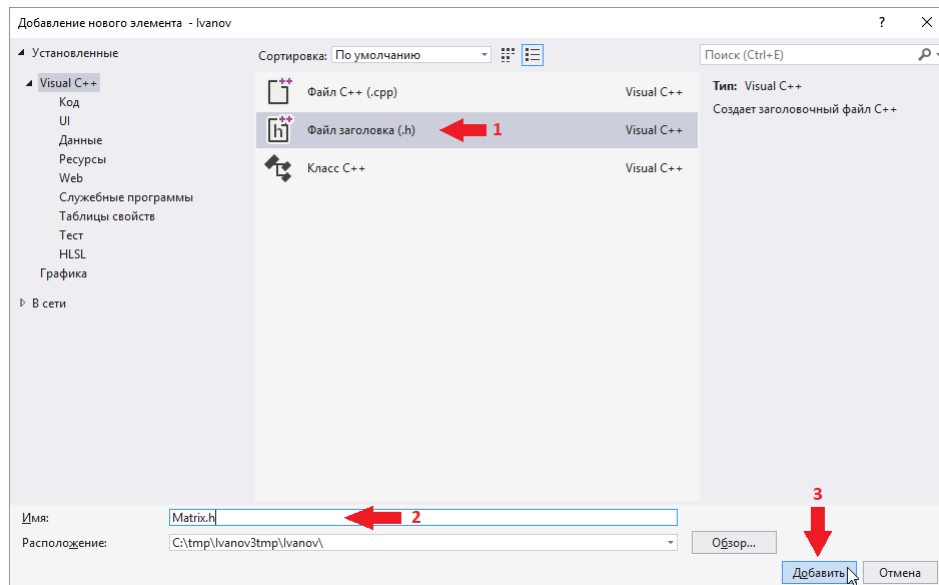 Добавление нового элемента - Ivanov
? ×
Установленные
Visual C++
Код
UI
Данные
Ресурсы
Web
Служебные программы
Таблицы свойств
Тест
HLSL
Графика
В сети
Сортировка: По умолчанию
Файл C++ (.cpp) Visual C++
Файл заголовка (.h) 1 Visual C++
Класс C++ Visual C++
Поиск (Ctrl+E)
Тип: Visual C++
Создает заголовочный файл C++
Имя: Matrix.h 2
Расположение: C:\tmp\Ivanov3tmp\Ivanov\ Обзор...
3
Добавить Отмена